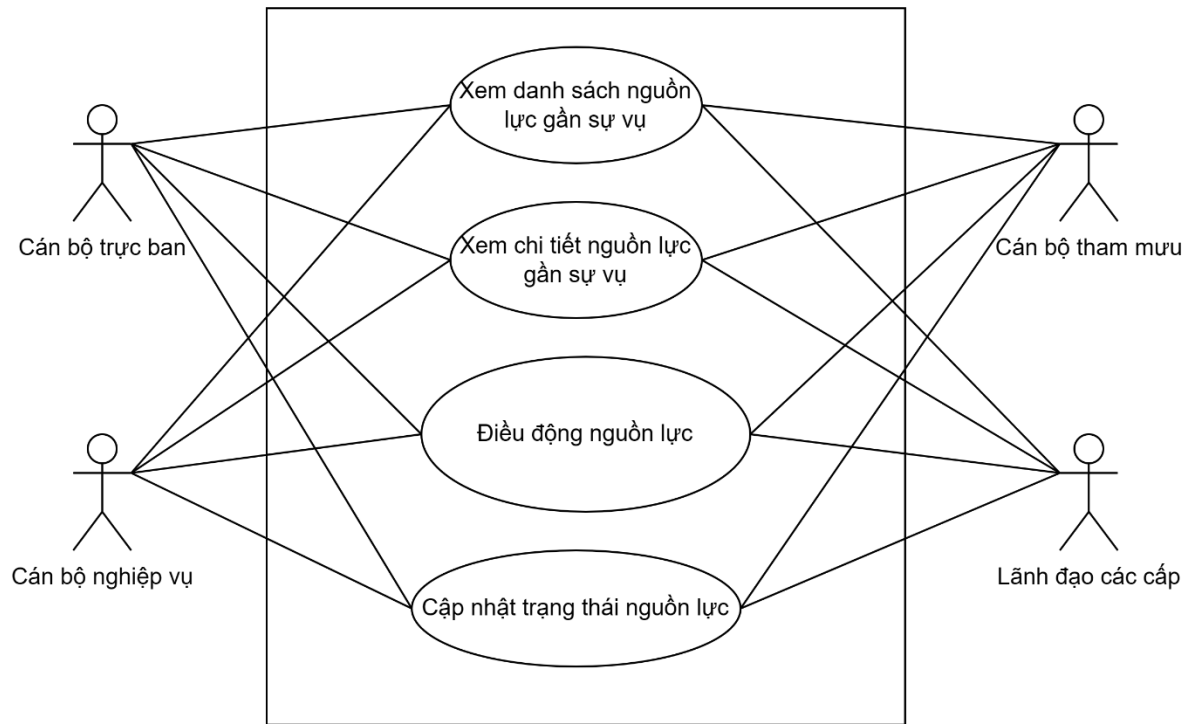 Xem danh sách nguồn
lực gần sự vụ
Cán bộ trực ban
Cán bộ tham mưu
Xem chi tiết nguồn lực
gần sự vụ
Điều động nguồn lực
Cán bộ nghiệp vụ
Lãnh đạo các cấp
Cập nhật trạng thái nguồn lực